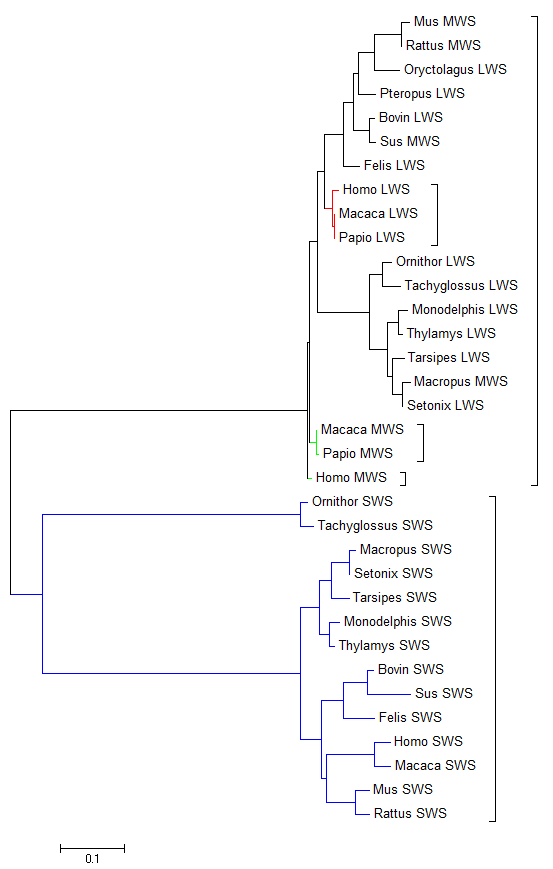 Mus MWS
Rattus MWS
Oryctolagus LWS
Pteropus LWS
Bovin LWS
Sus MWS
Felis LWS
Homo LWS
Macaca LWS
Papio LWS
Ornithor LWS
Tachyglossus LWS
Monodelphis LWS
Thylamys LWS
Tarsipes LWS
Macropus MWS
Setonix LWS
Macaca MWS
Papio MWS
Homo MWS
Ornithor SWS
Tachyglossus SWS
Macropus SWS
Setonix SWS
Tarsipes SWS
Monodelphis SWS
Thylamys SWS
Bovin SWS
Sus SWS
Felis SWS
Homo SWS
Macaca SWS
Mus SWS
Rattus SWS
0.1